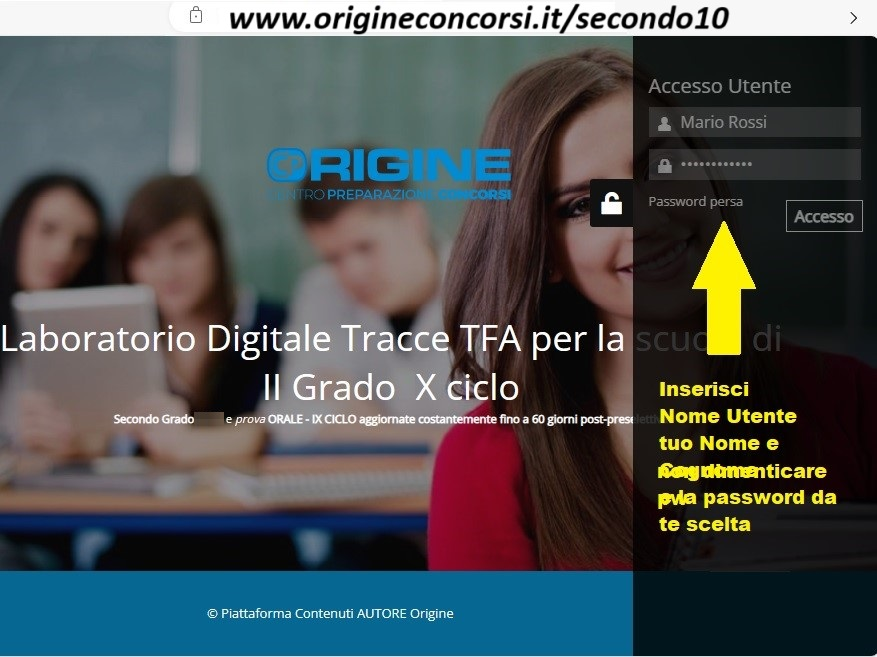 www.origineconcorsi.it/secondo10
Accesso Utente
Mario Rossi
ORIGINE
CENTRO PREPARAZIONE CONCORSI
Password persa
Accesso
Laboratorio Digitale Tracce TFA per la scuola di
II Grado X ciclo
Secondo Grado e prova ORALE - IX CICLO aggiornate costantemente fino a 60 giorni post-preselettiv
Inserisci
Nome Utente
tuo Nome e
Cognome
non dimenticare
pw
e la password da
te scelta
© Piattaforma Contenuti AUTORE Origine